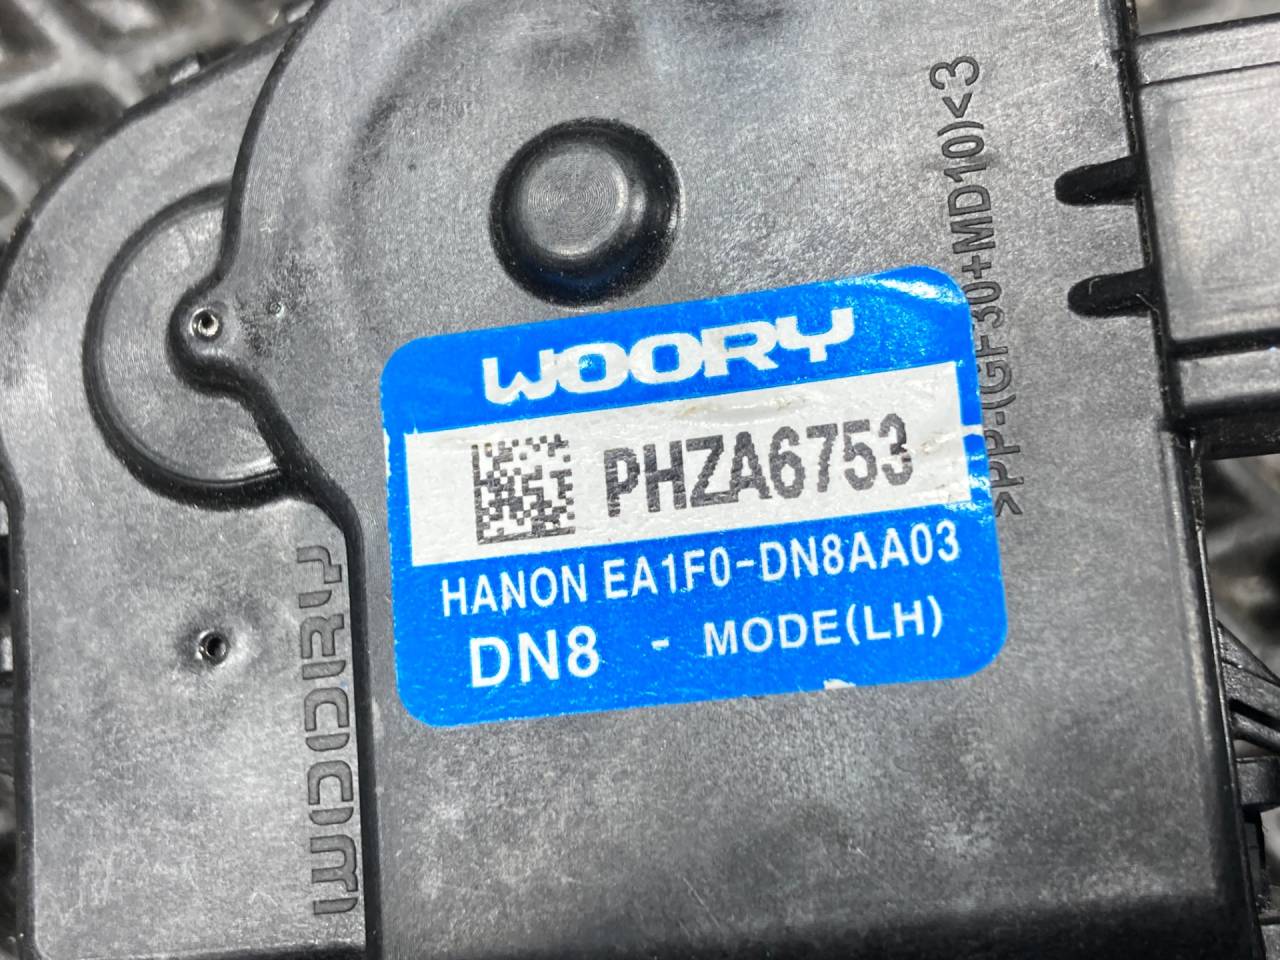 WOORY
PHZA6753
HANON EA1F0-DN8AA03
DN8 - MODE(LH)
>PP-(GF30+MD10)<3
WOORY